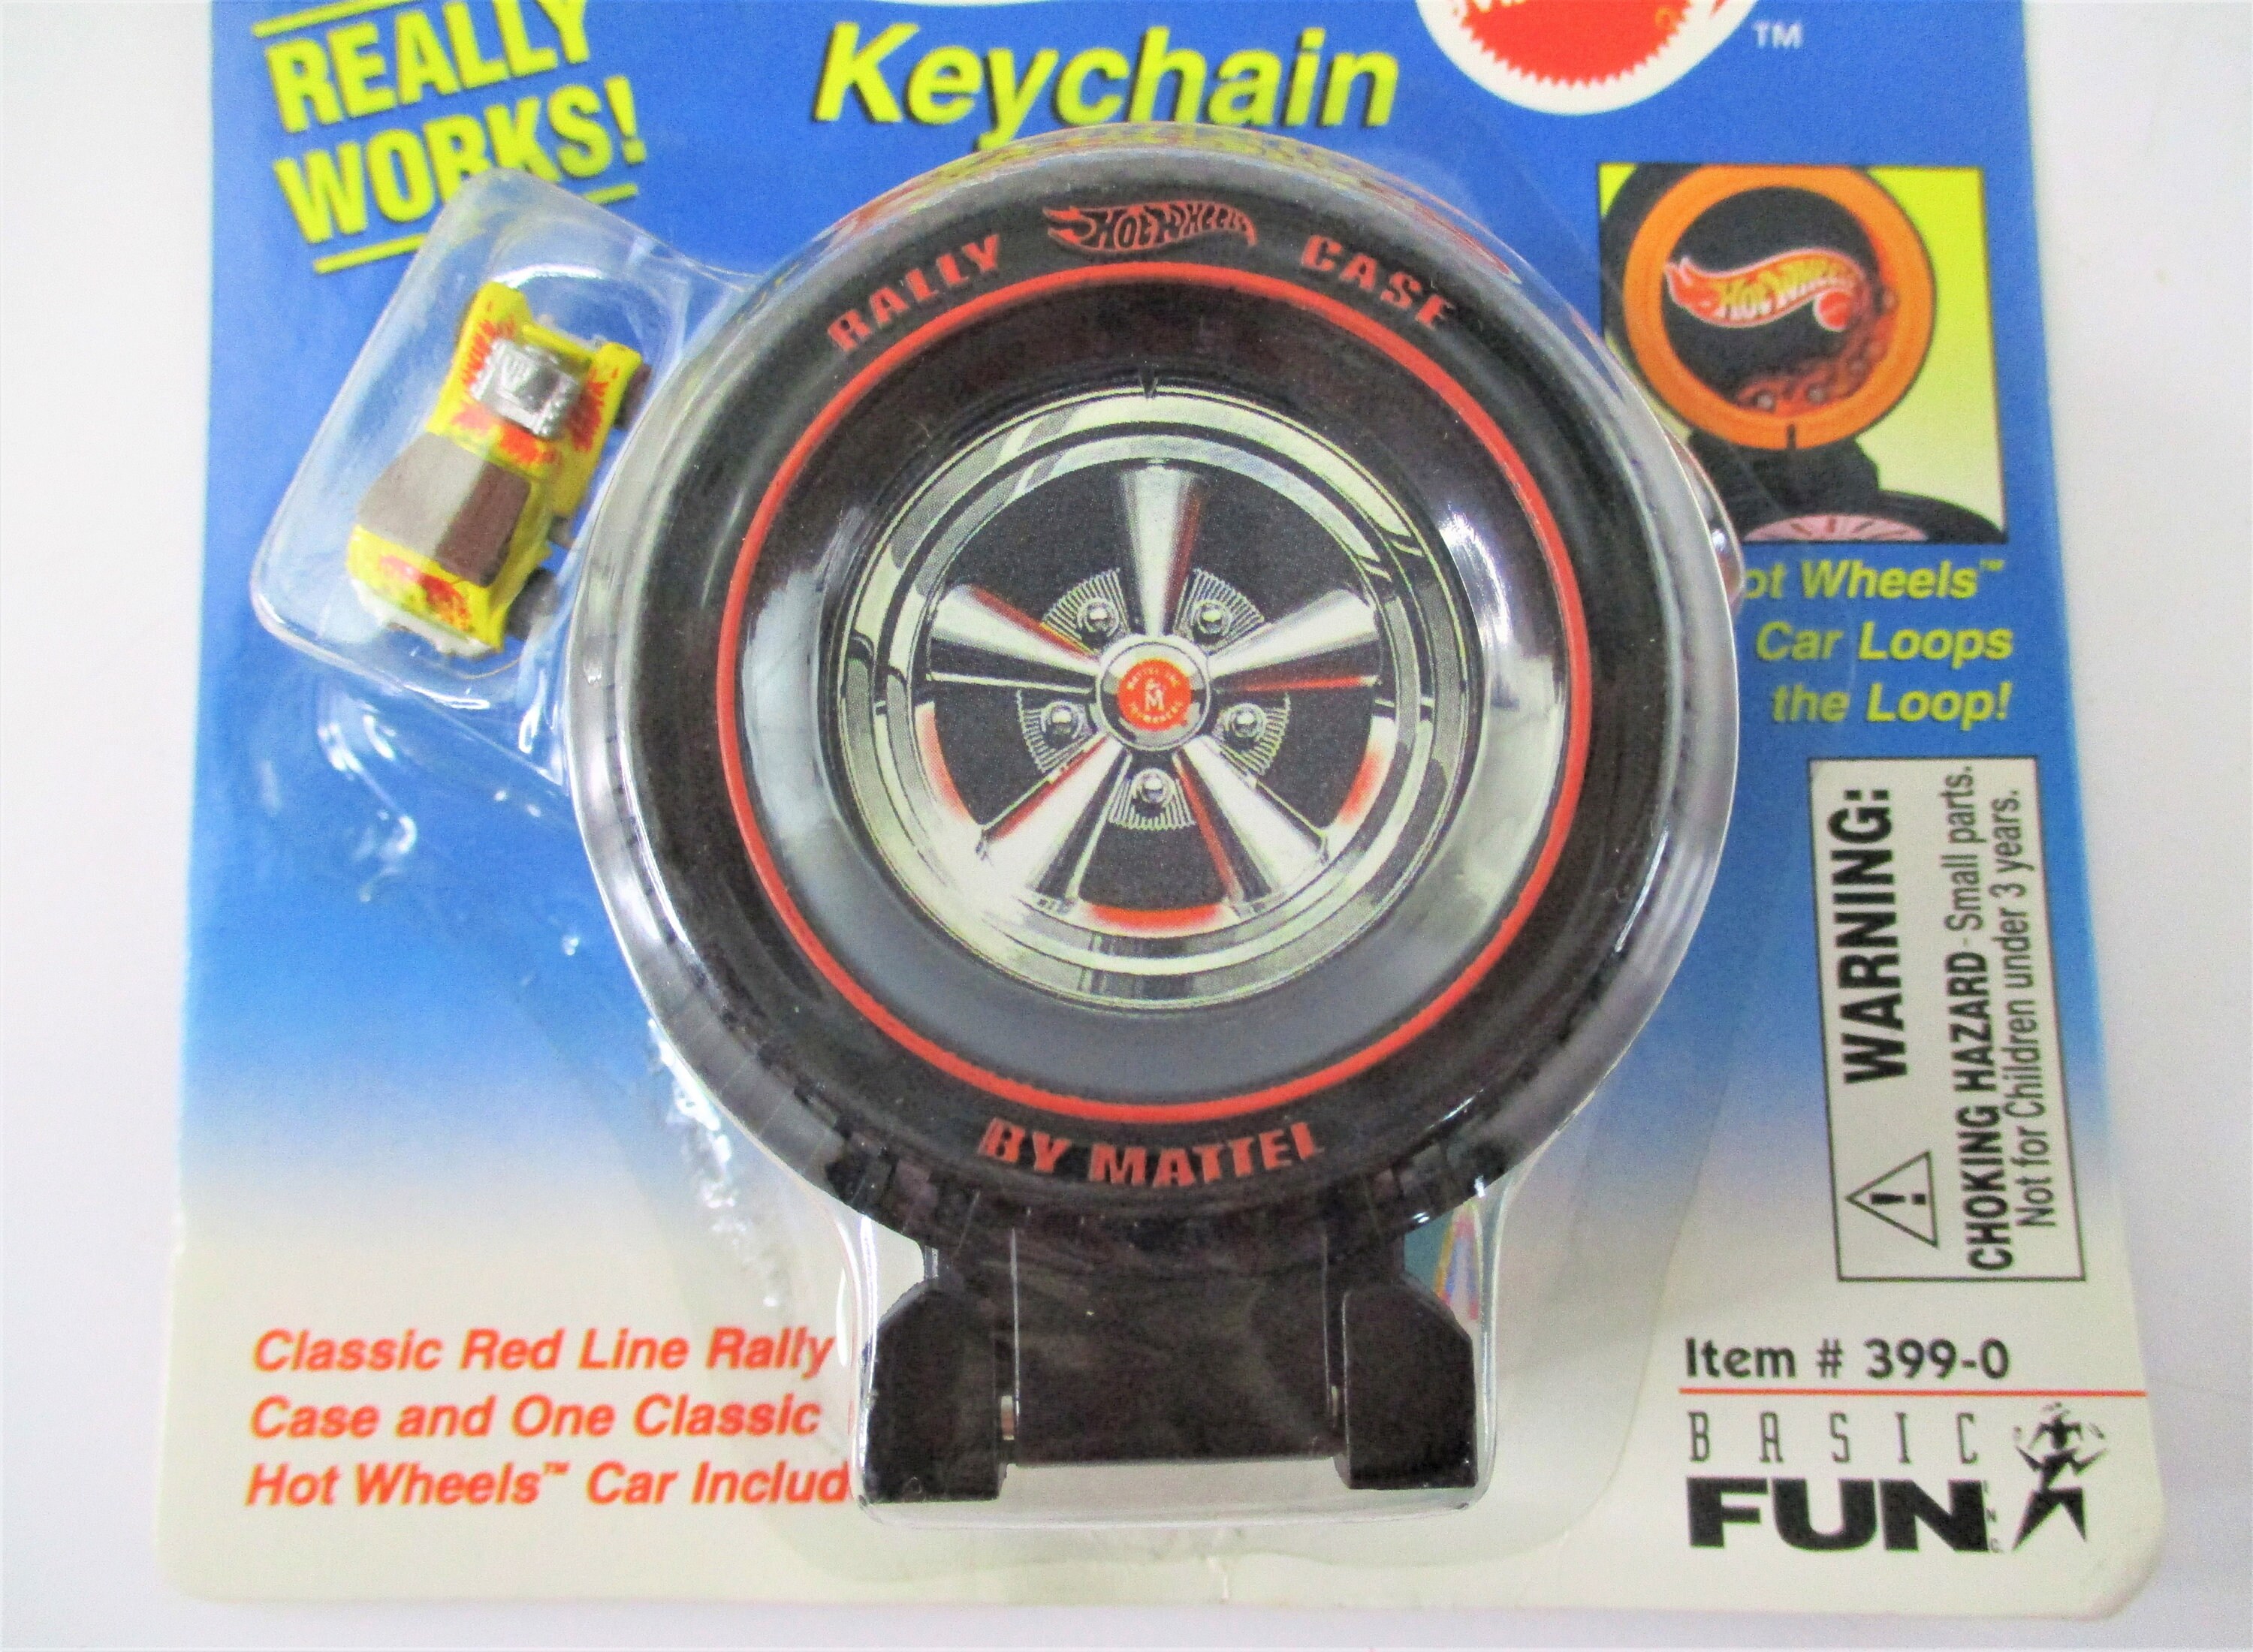 REALLY
WORKS!
Keychain
TM
RALLY HOT WHEELS CASE
HOT WHEELS
M
BY MATTEL
ot Wheels™
Car Loops
the Loop!
WARNING:
CHOKING HAZARD-Small parts.
Not for Children under 3 years.
Classic Red Line Rally
Case and One Classic
Hot Wheels™ Car Includ
Item # 399-0
BASIC
FUN INC.